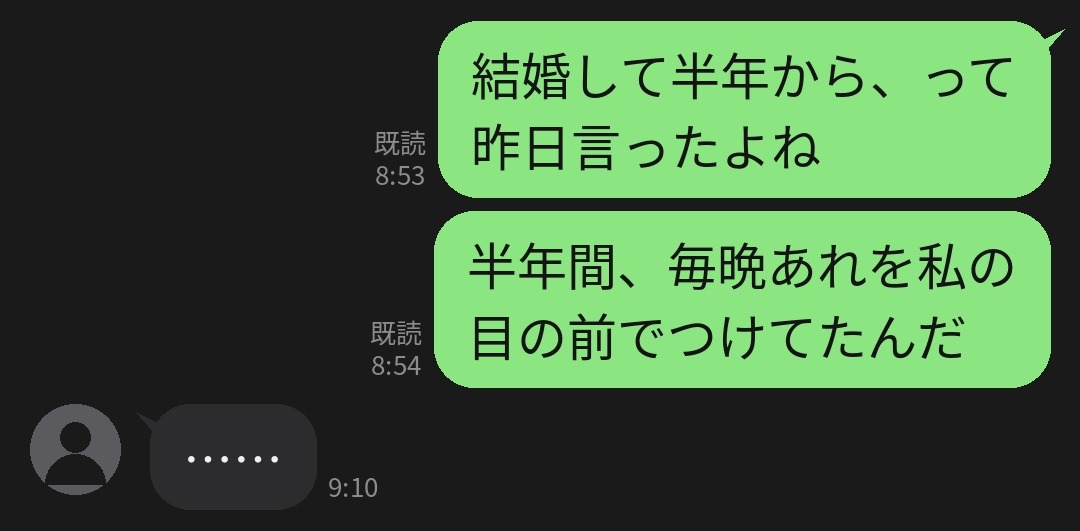 結婚して半年から、って
昨日言ったよね
既読
8:53
半年間、毎晩あれを私の
目の前でつけてたんだ
既読
8:54
......
9:10